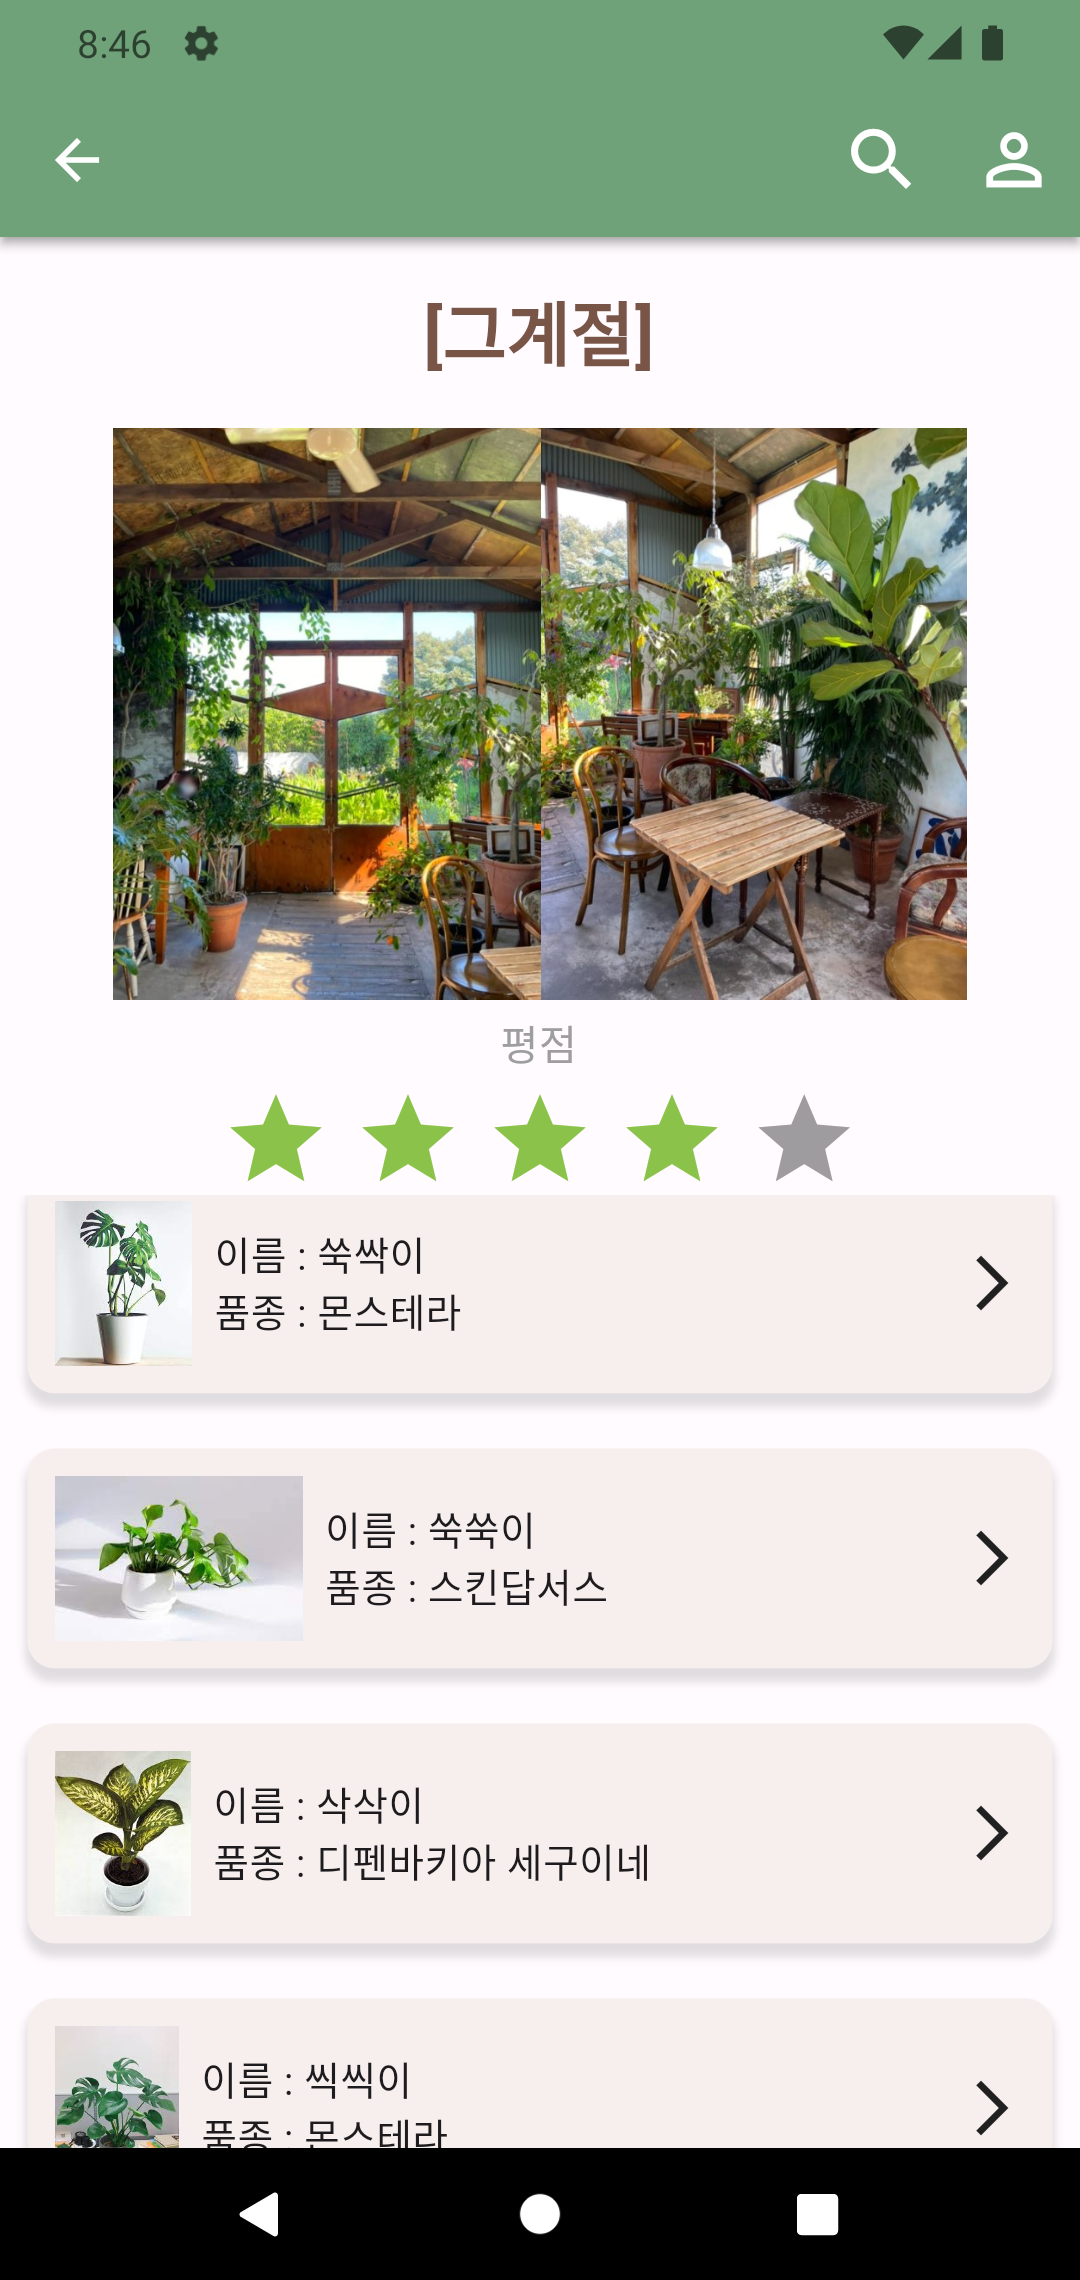 8:46
[그계절]
평점
이름 : 쑥싹이
품종 : 몬스테라
이름 : 쑥쑥이
품종 : 스킨답서스
이름 : 삭삭이
품종 : 디펜바키아 세구이네
이름 : 씩씩이
품종 : 몬스테라